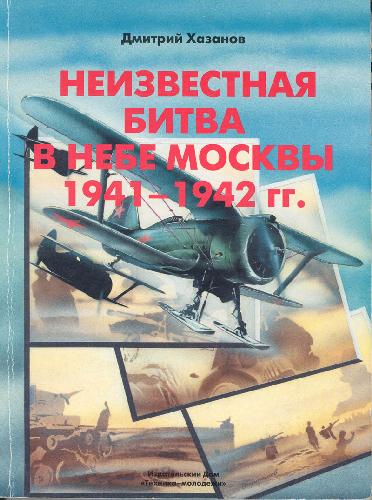 Дмитрий Хазанов
НЕИЗВЕСТНАЯ
БИТВА
В НЕБЕ МОСКВЫ
1941–1942 гг.
Издательский Дом
«Техника–молодежи»